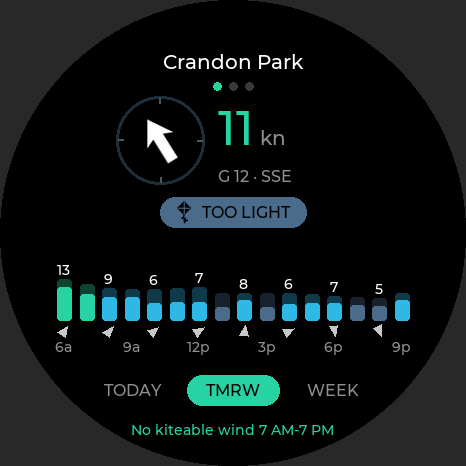 Crandon Park
11 kn
G 12 · SSE
TOO LIGHT
13 9 6 7 8 6 7 5
6a 9a 12p 3p 6p 9p
TODAY TMRW WEEK
No kiteable wind 7 AM-7 PM